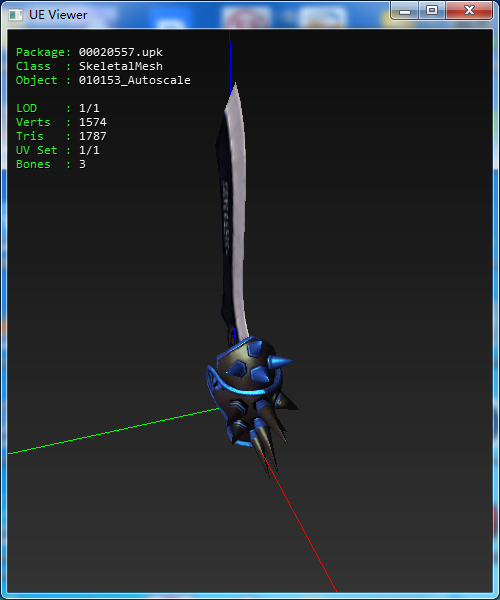 UE Viewer
Package: 00020557.upk
Class : SkeletalMesh
Object : 010153_Autoscale
LOD : 1/1
Verts : 1574
Tris : 1787
UV Set : 1/1
Bones : 3